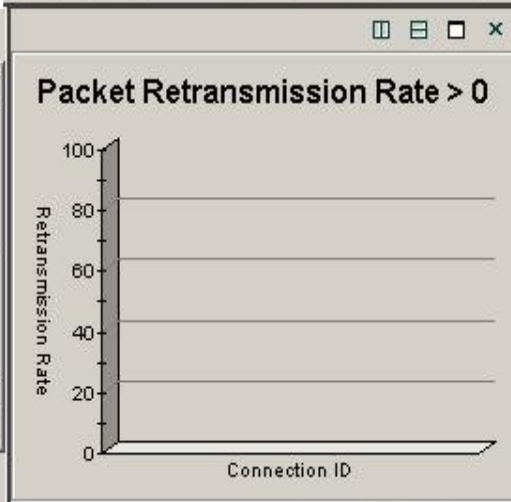 Packet Retransmission Rate > 0
100
80
60
40
20
0
Retransmission Rate
Connection ID